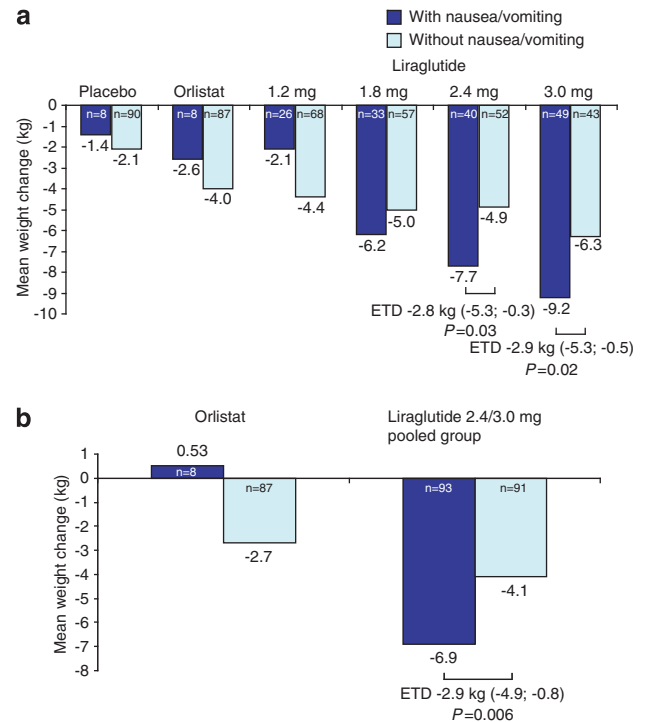 a
With nausea/vomiting
Without nausea/vomiting
Liraglutide
Placebo Orlistat 1.2 mg 1.8 mg 2.4 mg 3.0 mg
Mean weight change (kg)
0
-1
-2
-3
-4
-5
-6
-7
-8
-9
-10
n=8 n=90 n=8 n=87 n=26 n=68 n=33 n=57 n=40 n=52 n=49 n=43
-1.4 -2.1 -2.6 -4.0 -2.1 -4.4 -6.2 -5.0 -7.7 -4.9 -9.2 -6.3
ETD -2.8 kg (-5.3; -0.3)
P=0.03
ETD -2.9 kg (-5.3; -0.5)
P=0.02
b
Orlistat
Liraglutide 2.4/3.0 mg
pooled group
Mean weight change (kg)
1
0
-1
-2
-3
-4
-5
-6
-7
-8
0.53
n=8 n=87 n=93 n=91
-2.7 -6.9 -4.1
ETD -2.9 kg (-4.9; -0.8)
P=0.006